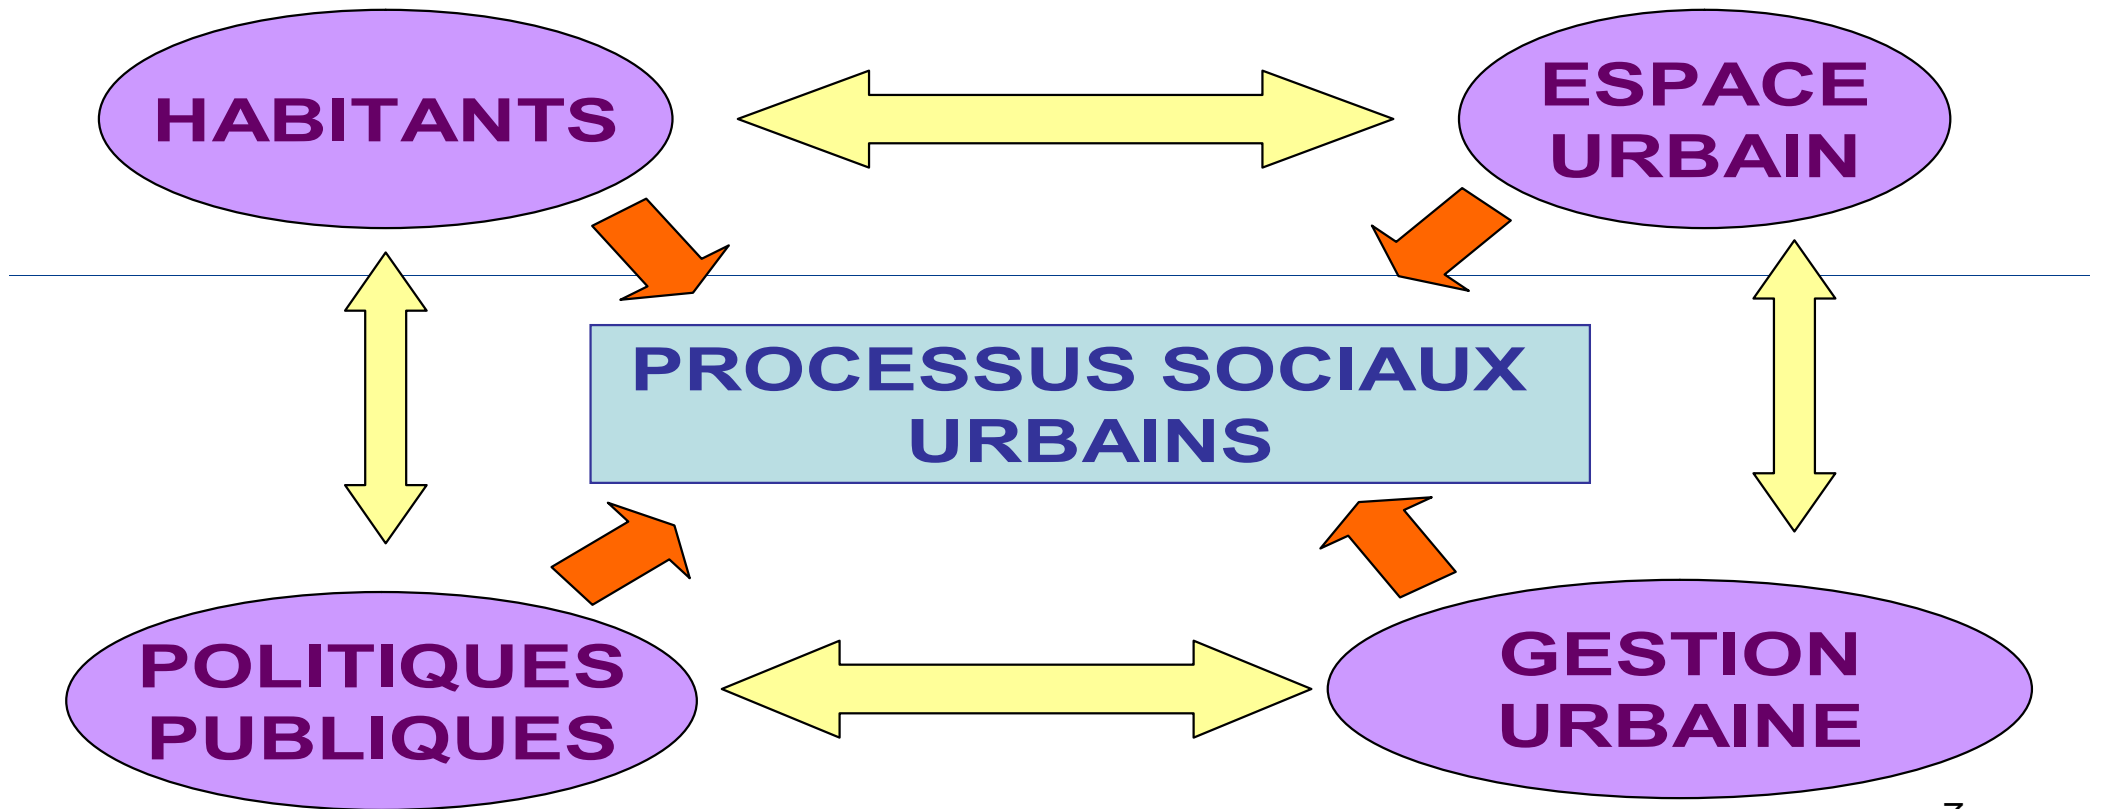 HABITANTS
ESPACE
URBAIN
PROCESSUS SOCIAUX
URBAINS
POLITIQUES
PUBLIQUES
GESTION
URBAINE